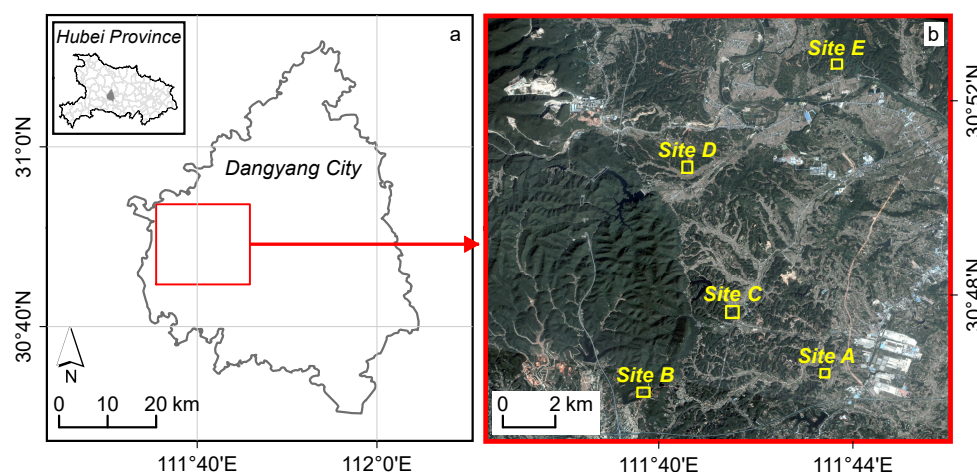 Hubei Province
a
Dangyang City
31°0'N
30°40'N
N
0 10 20 km
111°40'E
112°0'E
b
Site E
Site D
Site C
Site A
Site B
0 2 km
30°52'N
30°48'N
111°40'E
111°44'E